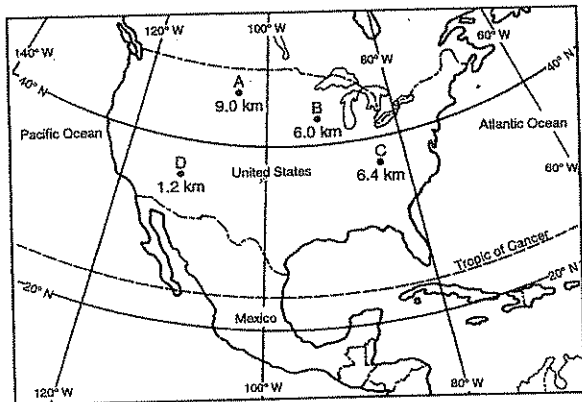 140° W
120° W
100° W
80° W
60° W
40° N
40° N
A
9.0 km
B
6.0 km
Pacific Ocean
Atlantic Ocean
C
6.4 km
D
1.2 km
United States
60° W
Tropic of Cancer
20° N
20° N
Mexico
120° W
100° W
80° W